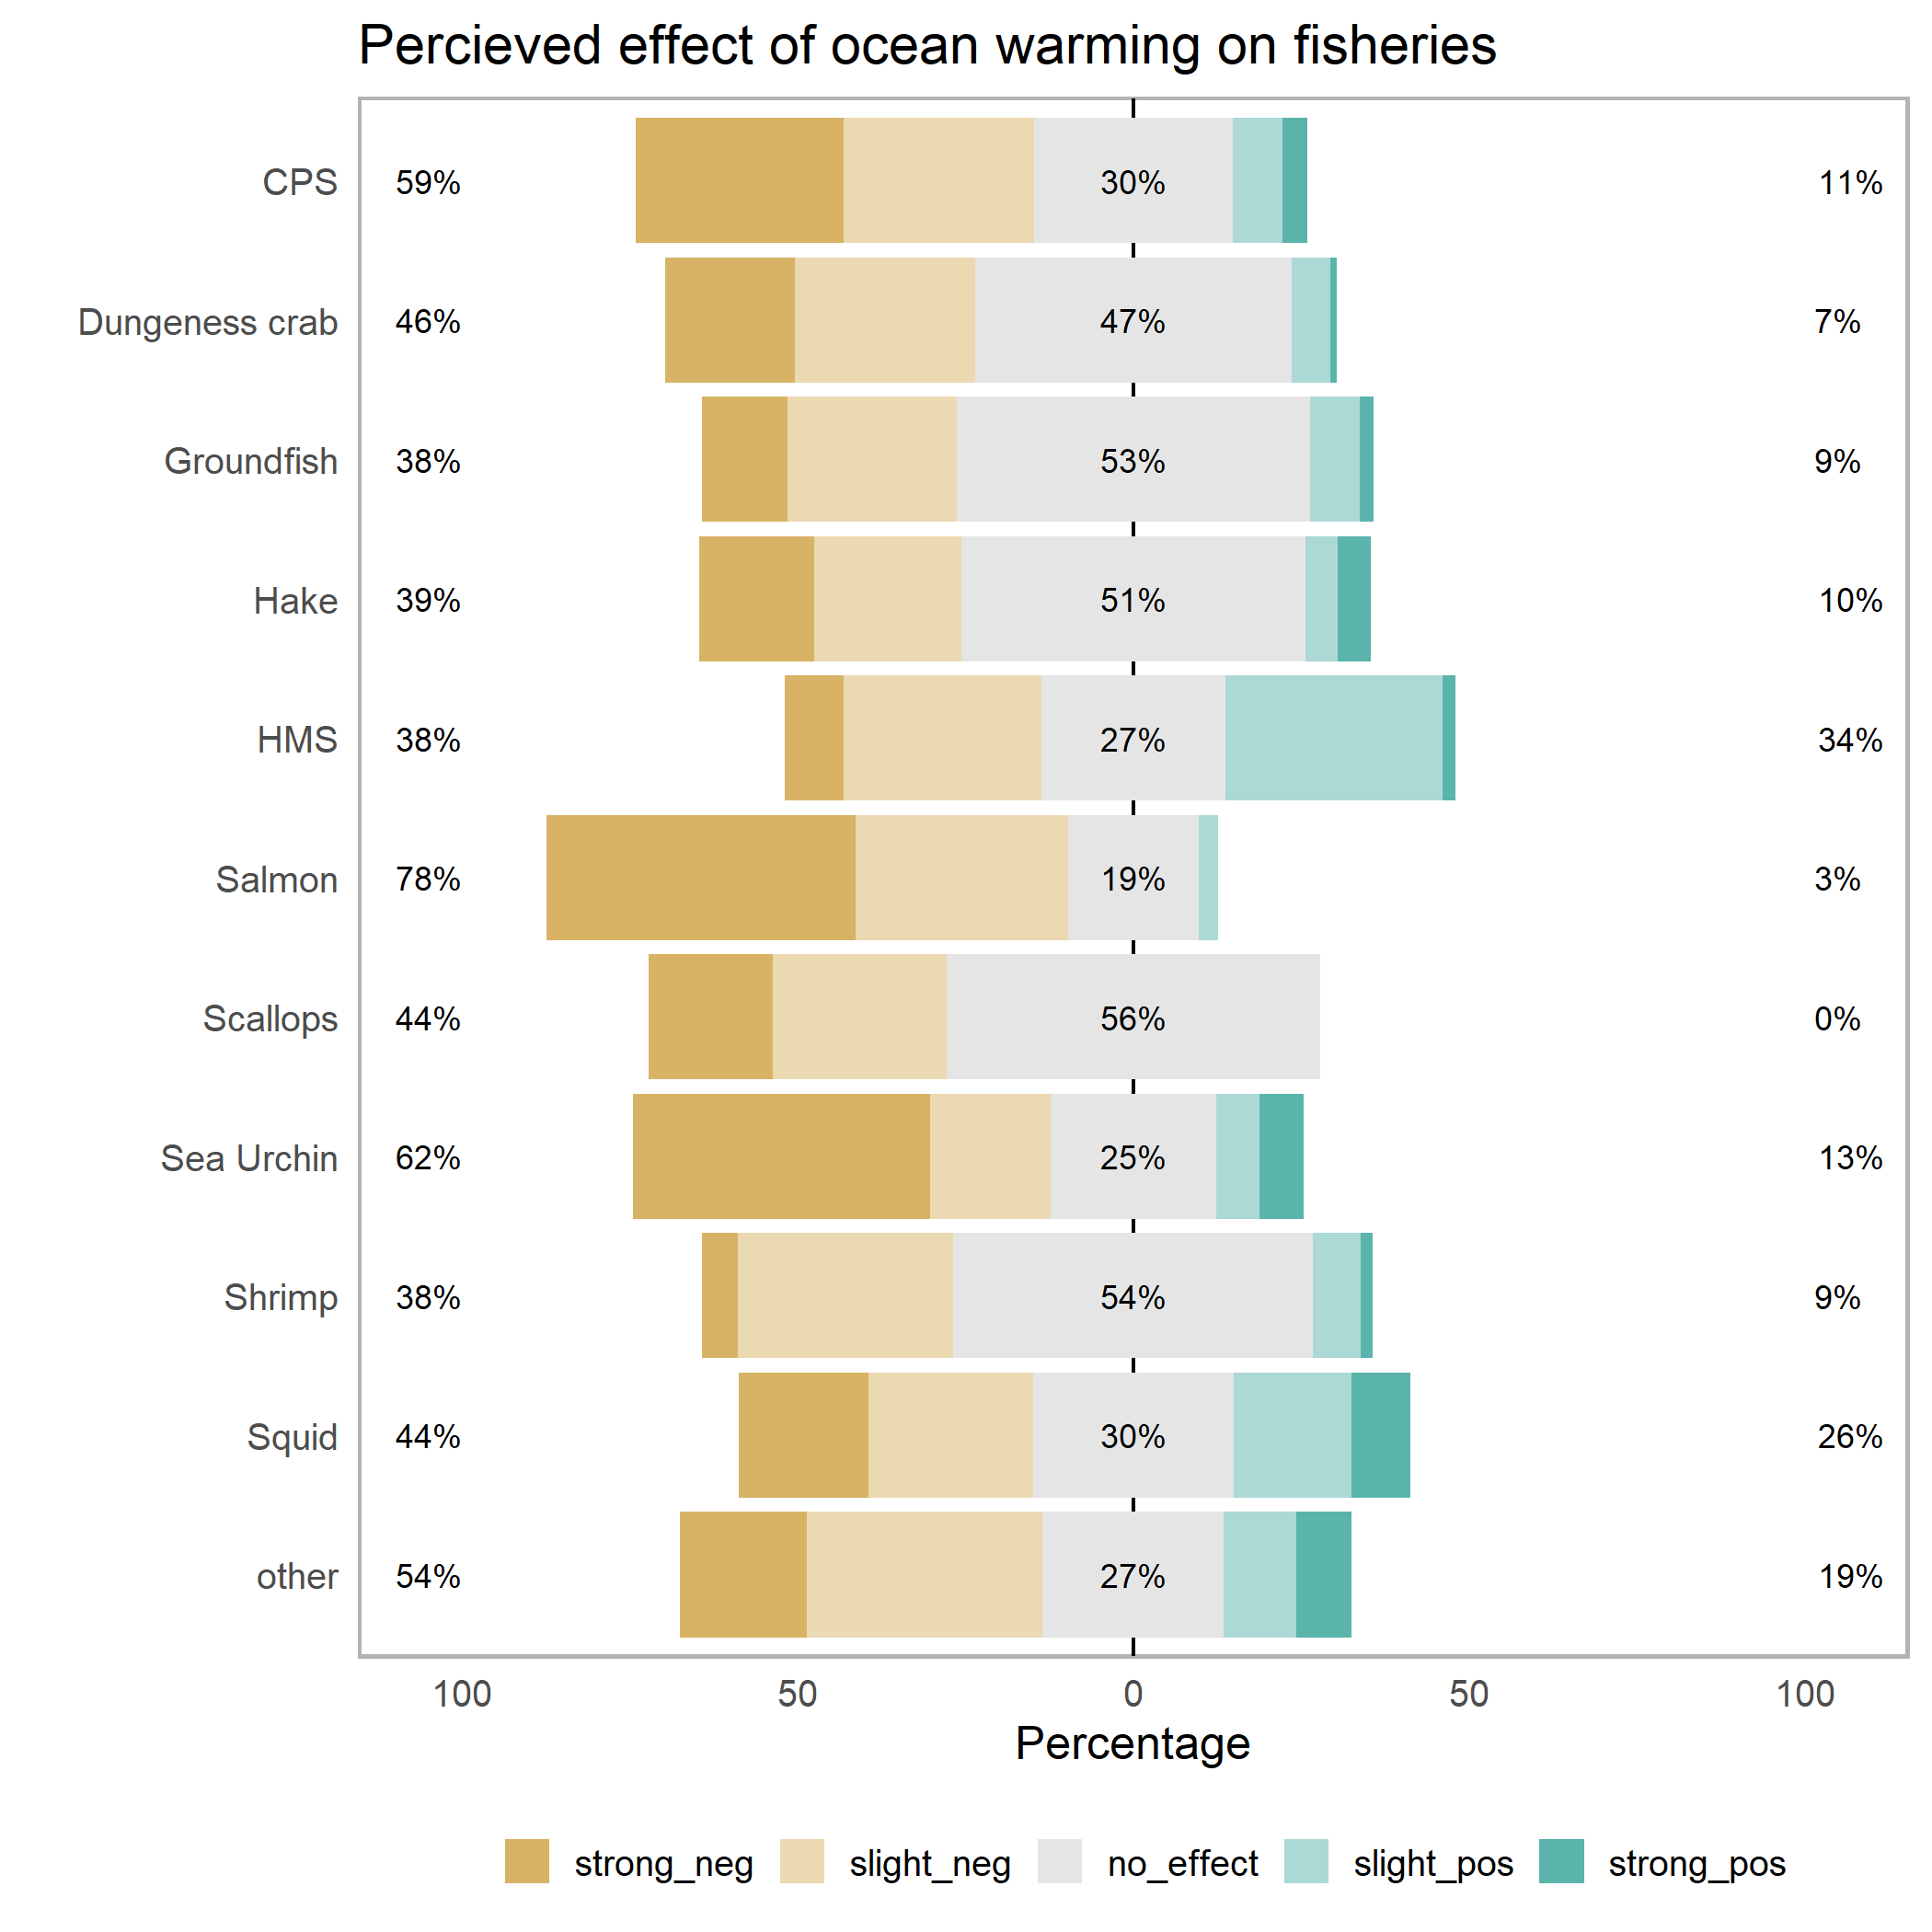 Percieved effect of ocean warming on fisheries
CPS 59% 30% 11%
Dungeness crab 46% 47% 7%
Groundfish 38% 53% 9%
Hake 39% 51% 10%
HMS 38% 27% 34%
Salmon 78% 19% 3%
Scallops 44% 56% 0%
Sea Urchin 62% 25% 13%
Shrimp 38% 54% 9%
Squid 44% 30% 26%
other 54% 27% 19%
100 50 0 50 100
Percentage
strong_neg slight_neg no_effect slight_pos strong_pos